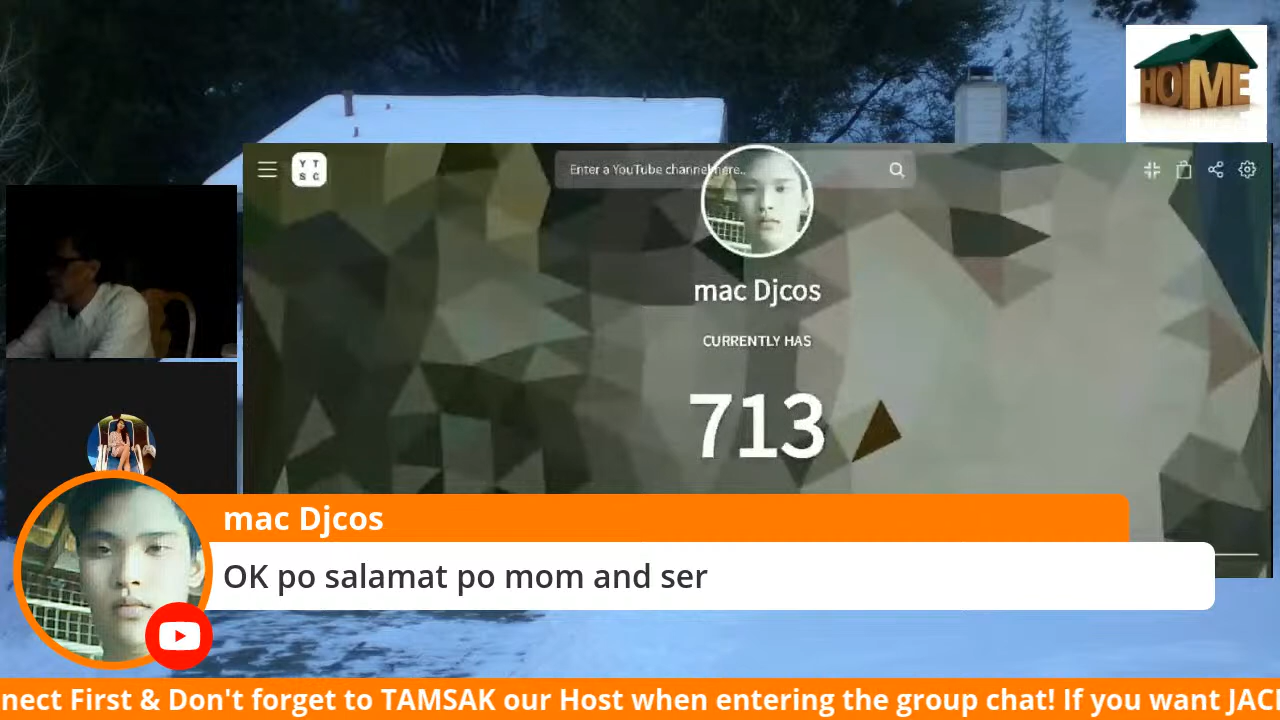 HOME
Y T
S C
Enter a YouTube channel here..
mac Djcos
CURRENTLY HAS
713
mac Djcos
OK po salamat po mom and ser
nect First & Don't forget to TAMSAK our Host when entering the group chat! If you want JACK